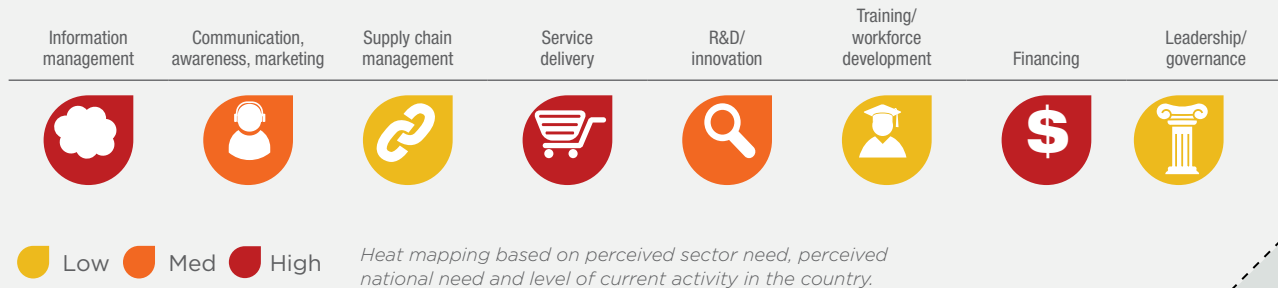 Information
management
Communication,
awareness, marketing
Supply chain
management
Service
delivery
R&D/
innovation
Training/
workforce
development
Financing
Leadership/
governance
$
Low Med High
Heat mapping based on perceived sector need, perceived
national need and level of current activity in the country.